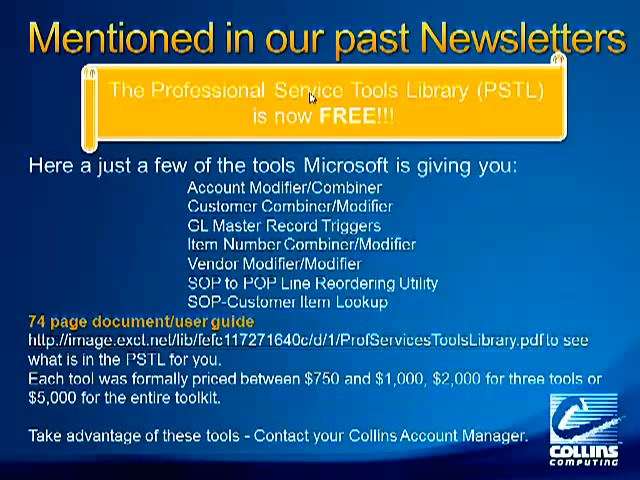 Mentioned in our past Newsletters
The Professional Service Tools Library (PSTL)
is now FREE!!!
Here a just a few of the tools Microsoft is giving you:
Account Modifier/Combiner
Customer Combiner/Modifier
GL Master Record Triggers
Item Number Combiner/Modifier
Vendor Modifier/Modifier
SOP to POP Line Reordering Utility
SOP-Customer Item Lookup
74 page document/user guide
http://image.exct.net/lib/fefc117271640c/d/1/ProfServicesToolsLibrary.pdf to see
what is in the PSTL for you.
Each tool was formally priced between $750 and $1,000, $2,000 for three tools or
$5,000 for the entire toolkit.
Take advantage of these tools - Contact your Collins Account Manager.
COLLINS
COMPUTING